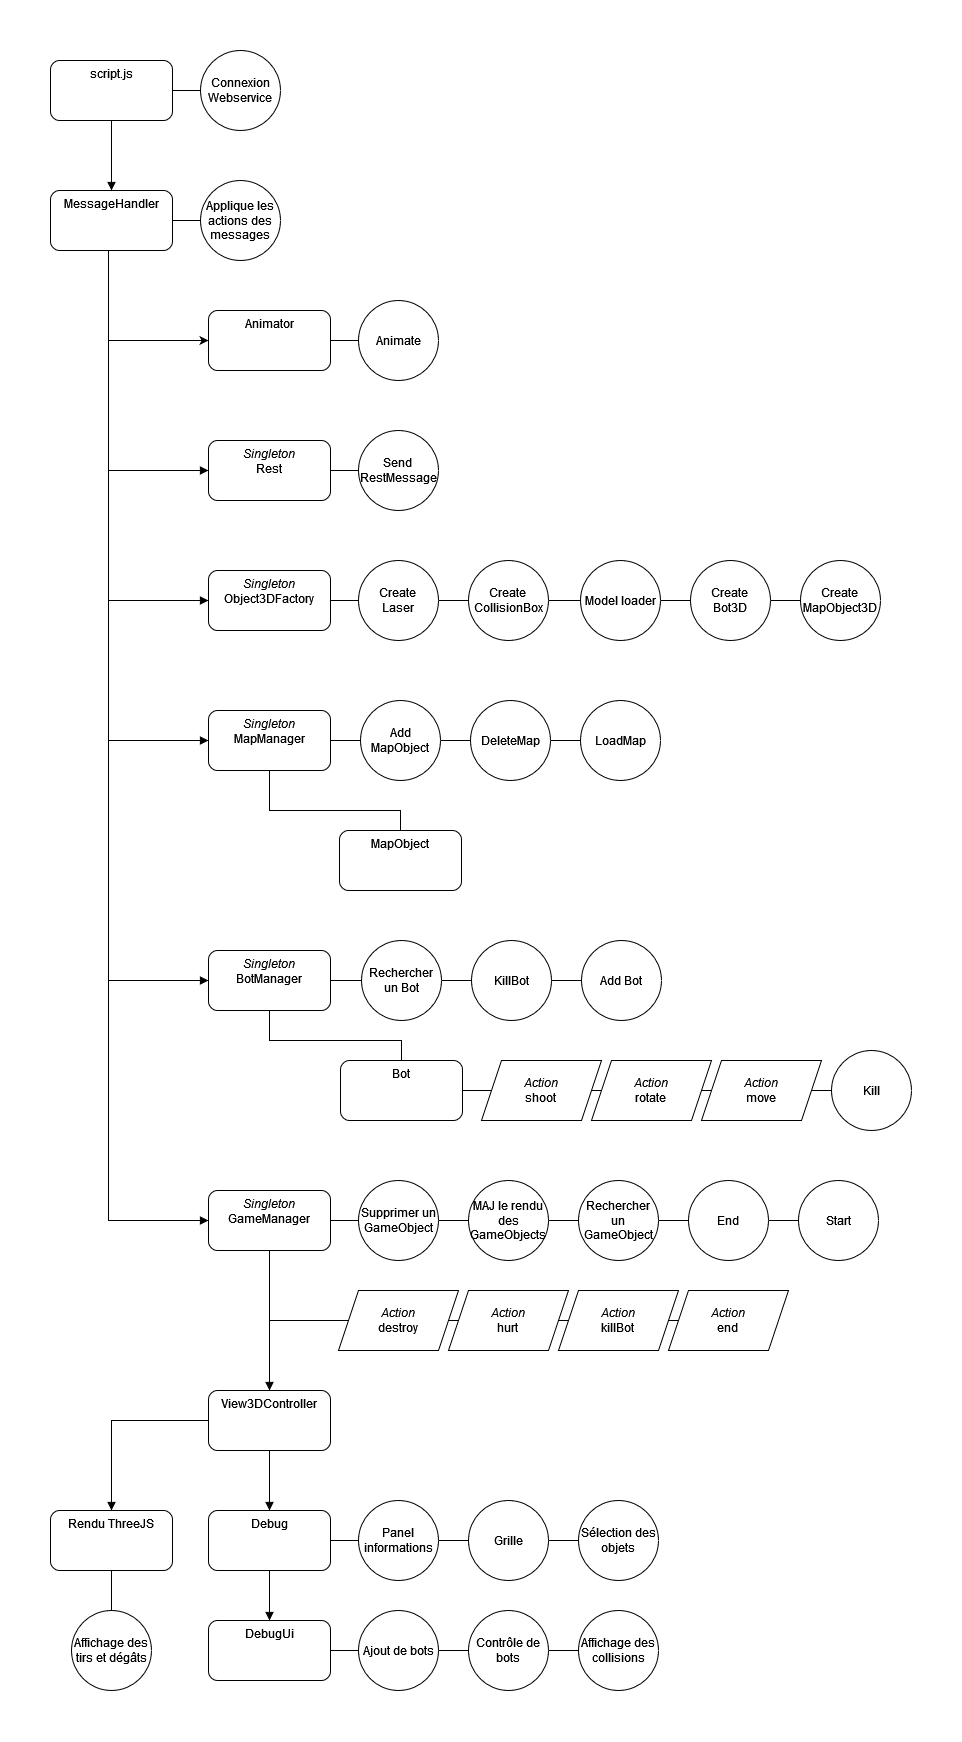 script.js
Connexion
Webservice
MessageHandler
Applique les
actions des
messages
Animator
Animate
Singleton
Rest
Send
RestMessage
Singleton
Object3DFactory
Create
Laser
Create
CollisionBox
Model loader
Create
Bot3D
Create
MapObject3D
Singleton
MapManager
Add
MapObject
DeleteMap
LoadMap
MapObject
Singleton
BotManager
Rechercher
un Bot
KillBot
Add Bot
Bot
Action
shoot
Action
rotate
Action
move
Kill
Singleton
GameManager
Supprimer un
GameObject
MAJ le rendu
des
GameObjects
Rechercher
un
GameObject
End
Start
Action
destroy
Action
hurt
Action
killBot
Action
end
View3DController
Rendu ThreeJS
Debug
Panel
informations
Grille
Sélection des
objets
Affichage des
tirs et dégâts
DebugUi
Ajout de bots
Contrôle de
bots
Affichage des
collisions